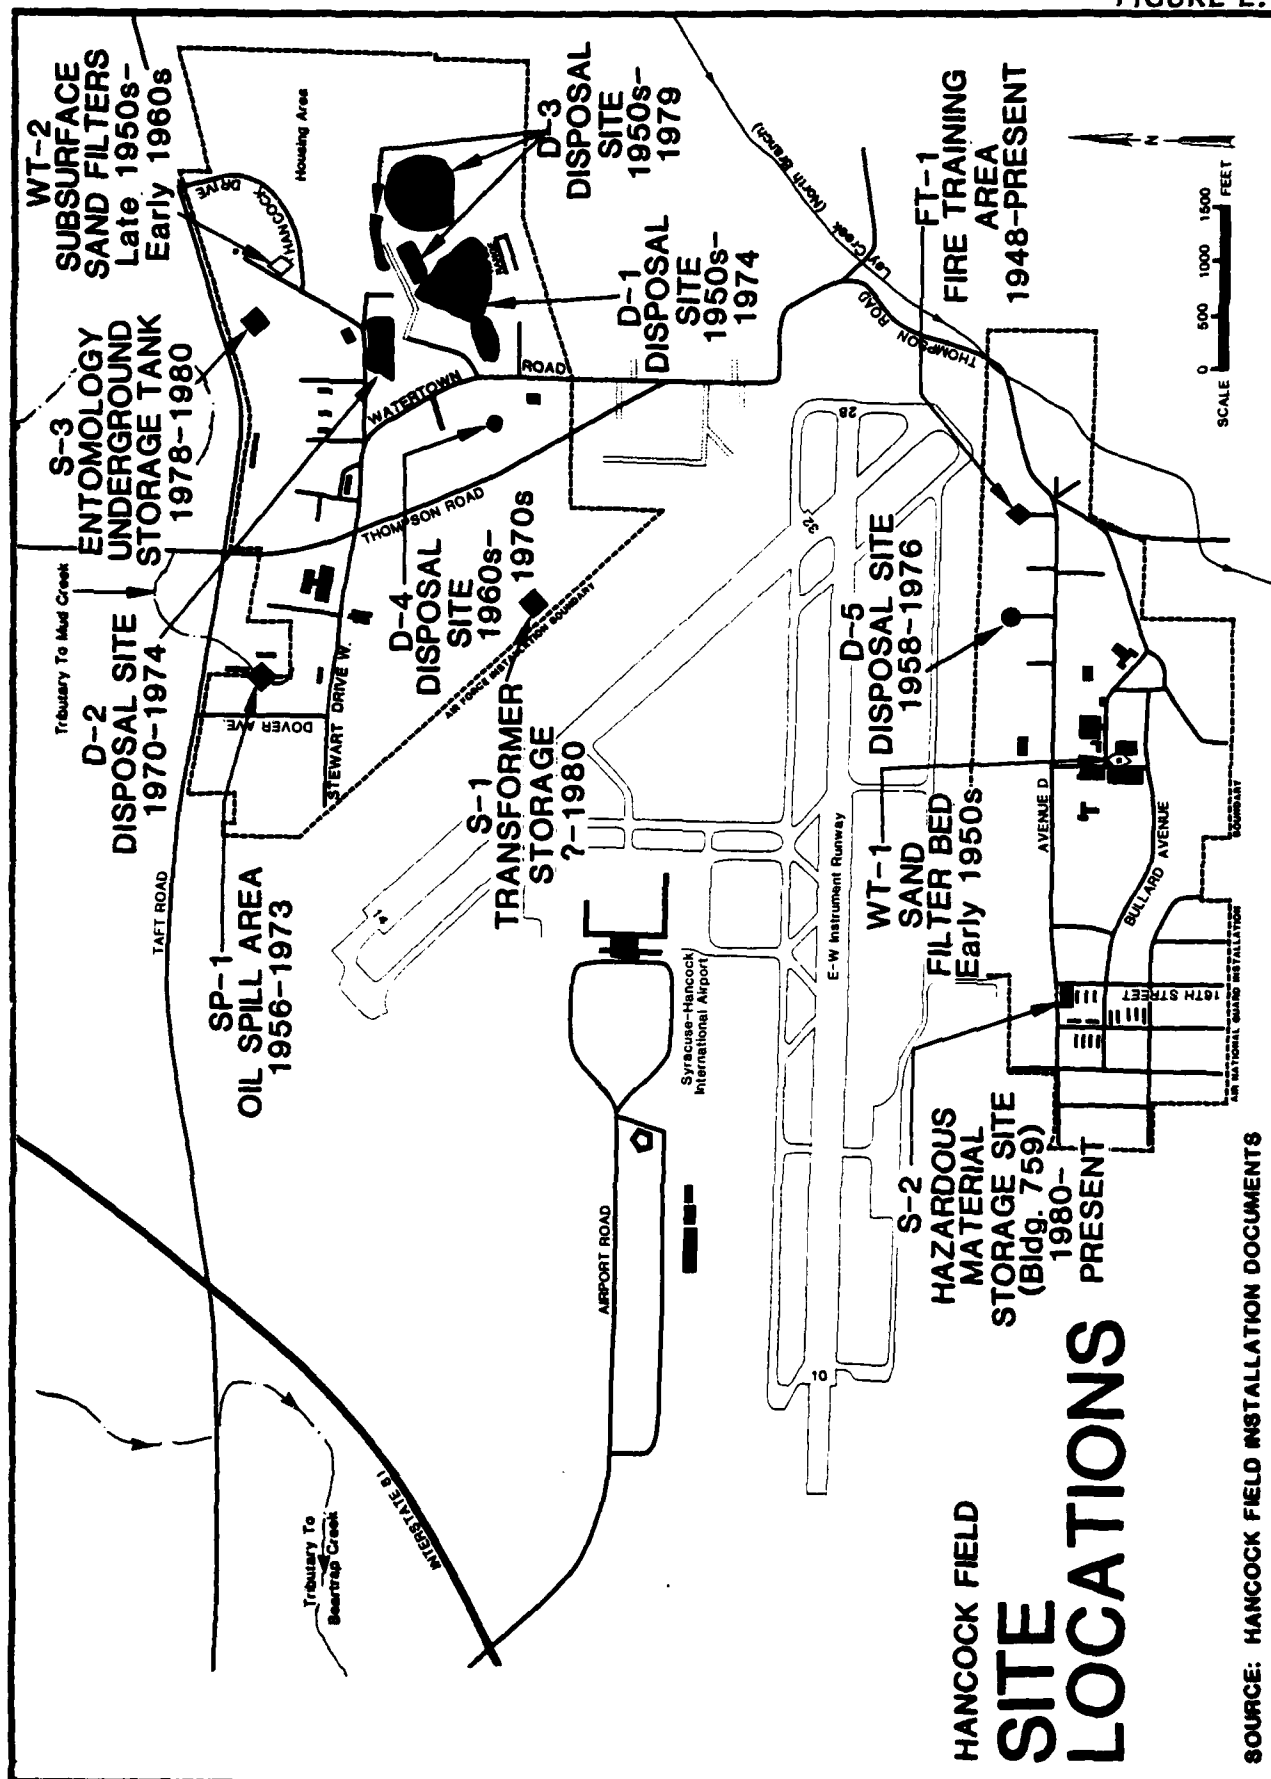 FIGURE
WT-2
SUBSURFACE
SAND FILTERS
Late 1950s-
Early 1960s
S-3
ENTOMOLOGY
UNDERGROUND
STORAGE TANK
1978-1980
Tributary To Mud Creek
D-2
DISPOSAL SITE
1970-1974
SP-1
OIL SPILL AREA
1956-1973
TAFT ROAD
DOVER AVE.
STEWART DRIVE W.
HANCOCK
DRIVE
Housing Area
D-3
DISPOSAL
SITE
1950s-
1979
D-1
DISPOSAL
SITE
1950s-
1974
WATERTOWN
ROAD
THOMPSON ROAD
D-4
DISPOSAL
SITE
1960s-
1970s
AIR FORCE INSTALLATION BOUNDARY
S-1
TRANSFORMER
STORAGE
?-1980
Ley Creek (North Branch)
THOMPSON
ROAD
FT-1
FIRE TRAINING
AREA
1948-PRESENT
D-5
DISPOSAL SITE
1958-1976
WT-1
SAND
FILTER BED
Early 1950s
28
32
14
10
E-W Instrument Runway
Syracuse-Hancock
International Airport
AIRPORT ROAD
INTERSTATE 81
Tributary To
Beartrap Creek
AVENUE D
BULLARD AVENUE
16TH STREET
AIR NATIONAL GUARD INSTALLATION
BOUNDARY
S-2
HAZARDOUS
MATERIAL
STORAGE SITE
(Bldg. 759)
1980-
PRESENT
N
SCALE 0 500 1000 1500 FEET
HANCOCK FIELD
SITE
LOCATIONS
SOURCE: HANCOCK FIELD INSTALLATION DOCUMENTS